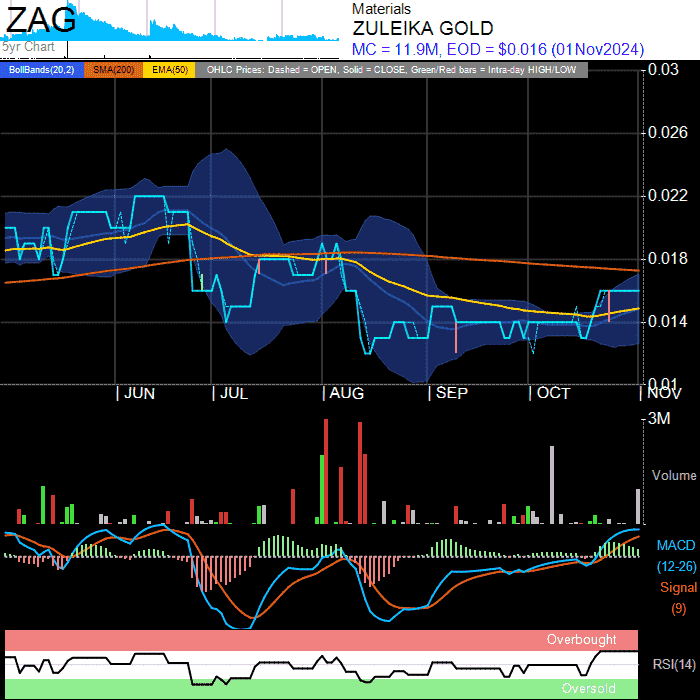 ZAG
5yr Chart
Materials
ZULEIKA GOLD
MC = 11.9M, EOD = $0.016 (01Nov2024)
BollBands(20,2) SMA(200) EMA(50) OHLC Prices: Dashed = OPEN, Solid = CLOSE, Green/Red bars = Intra-day HIGH/LOW
0.03
0.026
0.022
0.018
0.014
0.01
JUN JUL AUG SEP OCT NOV
3M
Volume
MACD
(12-26)
Signal
(9)
Overbought
RSI(14)
Oversold